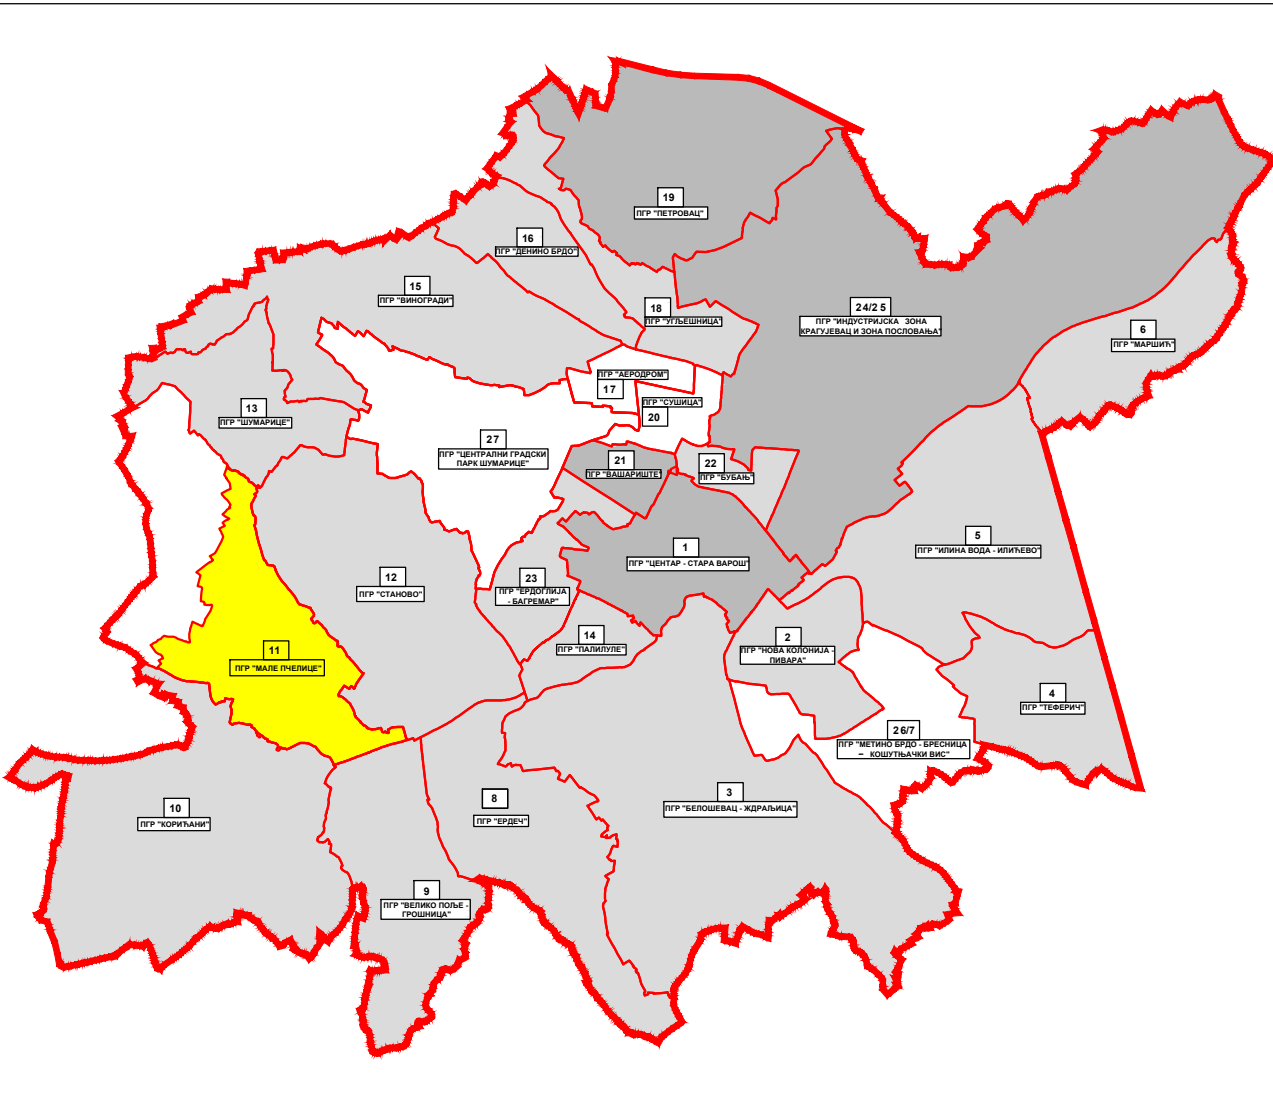 19
ПГР "ПЕТРОВАЦ"
16
ПГР "ДЕНИНО БРДО"
15
ПГР "ВИНОГРАДИ"
18
ПГР "УГЉЕШНИЦА"
24/25
ПГР "ИНДУСТРИЈСКА ЗОНА
КРАГУЈЕВАЦ И ЗОНА ПОСЛОВАЊА"
6
ПГР "МАРШИЋ"
ПГР "АЕРОДРОМ"
17
ПГР "СУШИЦА"
20
13
ПГР "ШУМАРИЦЕ"
27
ПГР "ЦЕНТРАЛНИ ГРАДСКИ
ПАРК ШУМАРИЦЕ"
21
ПГР "ВАШАРИШТЕ"
22
ПГР "БУБАЊ"
1
ПГР "ЦЕНТАР - СТАРА ВАРОШ"
5
ПГР "ИЛИНА ВОДА - ИЛИЋЕВО"
12
ПГР "СТАНОВО"
23
ПГР "ЕРДОГЛИЈА
- БАГРЕМАР"
14
ПГР "ПАЛИЛУЛЕ"
2
ПГР "НОВА КОЛОНИЈА -
ПИВАРА"
11
ПГР "МАЛЕ ПЧЕЛИЦЕ"
4
ПГР "ТЕФЕРИЧ"
26/7
ПГР "МЕТИНО БРДО - БРЕСНИЦА
– КОШУТЊАЧКИ ВИС"
3
ПГР "БЕЛОШЕВАЦ - ЖДРАЉИЦА"
8
ПГР "ЕРДЕЧ"
10
ПГР "КОРИЋАНИ"
9
ПГР "ВЕЛИКО ПОЉЕ -
ГРОШНИЦА"